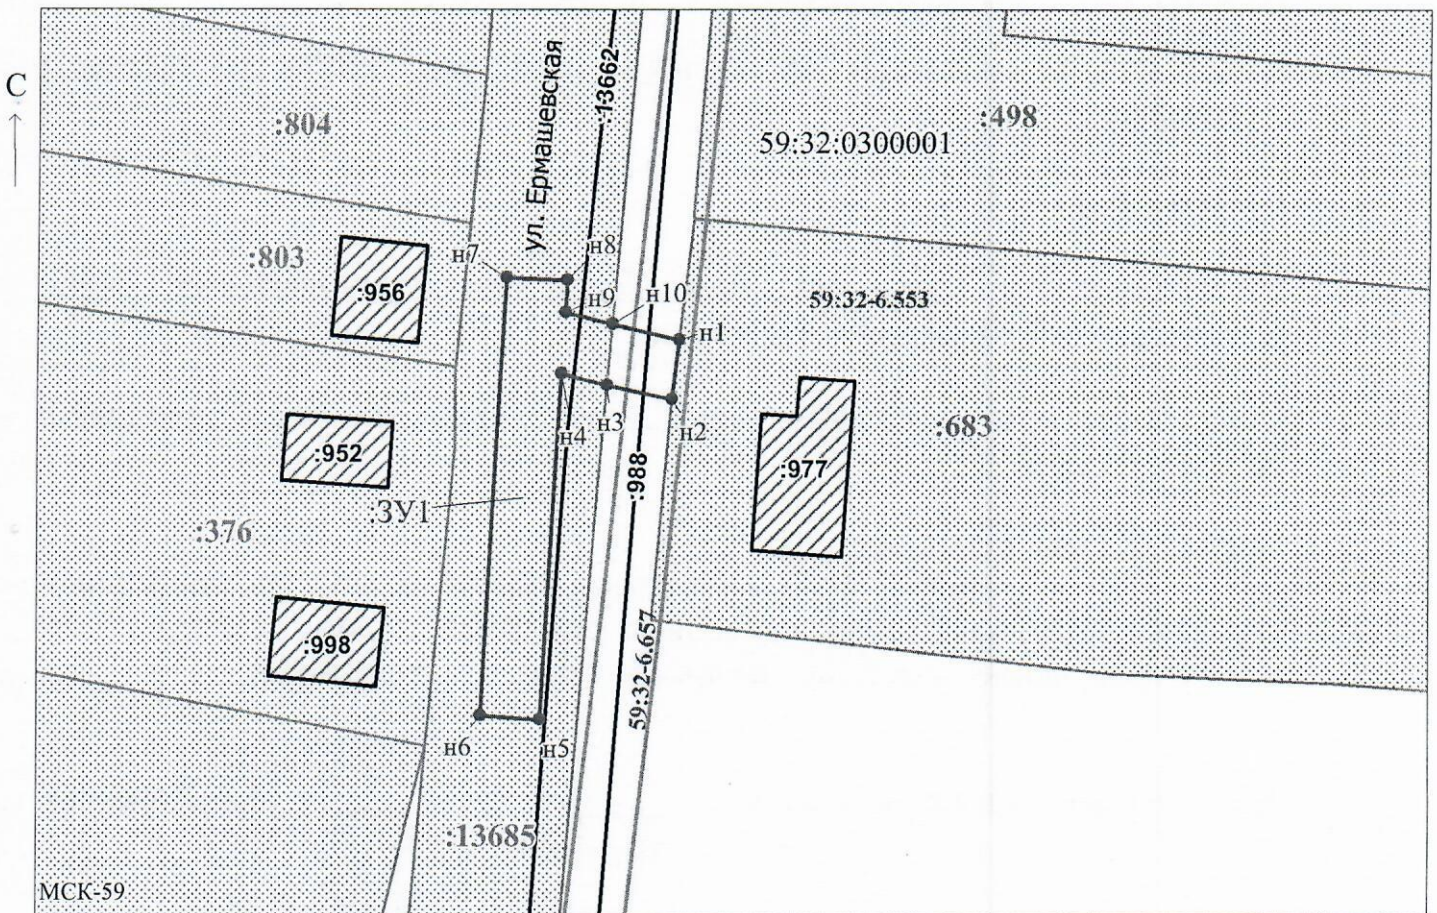 С
ул. Ермашевская
:13662
:804
:498
59:32:0300001
:803
н7
н8
:956
н9
н10
59:32-6.553
н1
:952
н4
н3
н2
:683
:988
:977
:ЗУ1
:376
:998
59:32-6.657
н6
н5
:13685
МСК-59